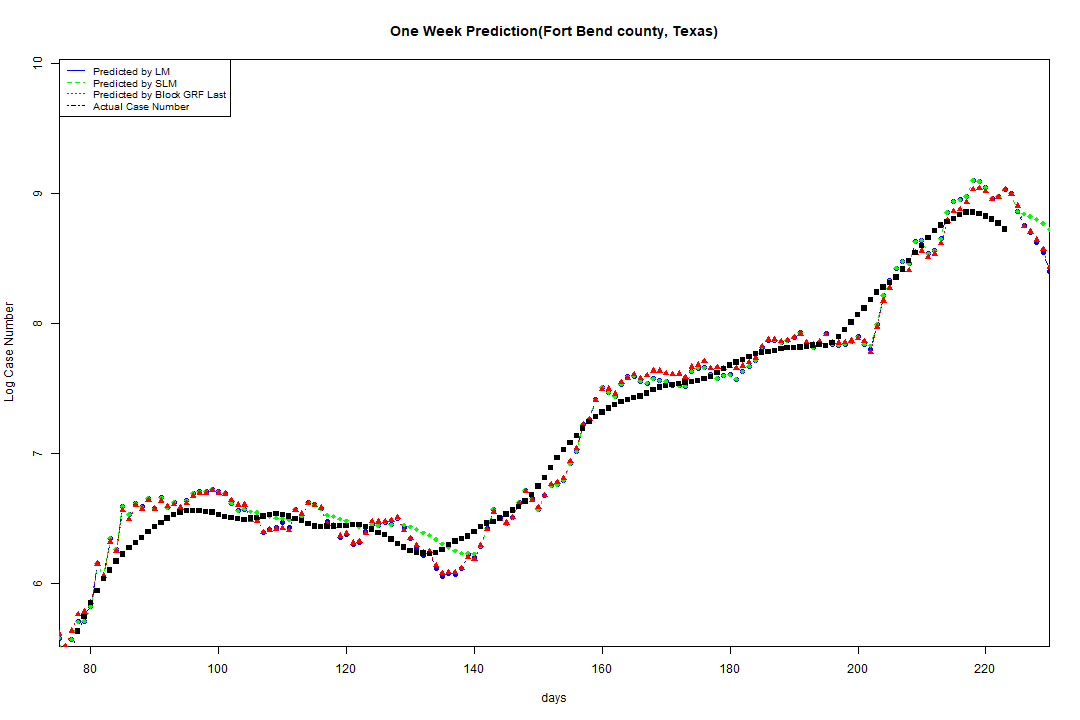 One Week Prediction(Fort Bend county, Texas)
Predicted by LM
Predicted by SLM
Predicted by Block GRF Last
Actual Case Number
10
9
8
7
6
Log Case Number
80 100 120 140 160 180 200 220
days